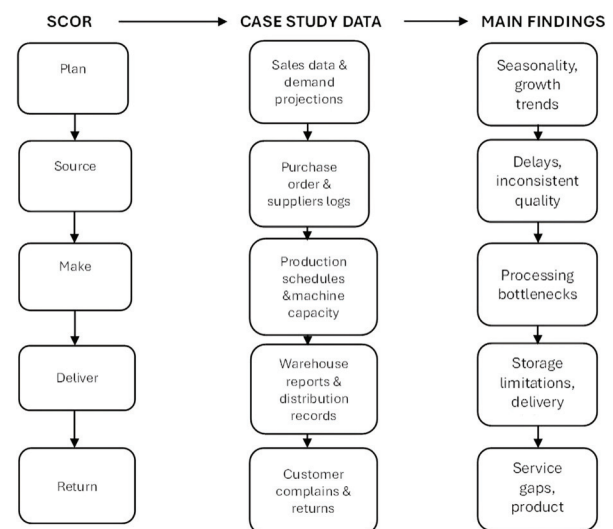 SCOR
CASE STUDY DATA
MAIN FINDINGS
Plan
Sales data &
demand
projections
Seasonality,
growth
trends
Source
Purchase
order &
suppliers logs
Delays,
inconsistent
quality
Make
Production
schedules
&machine
capacity
Processing
bottlenecks
Deliver
Warehouse
reports &
distribution
records
Storage
limitations,
delivery
Return
Customer
complains &
returns
Service
gaps,
product